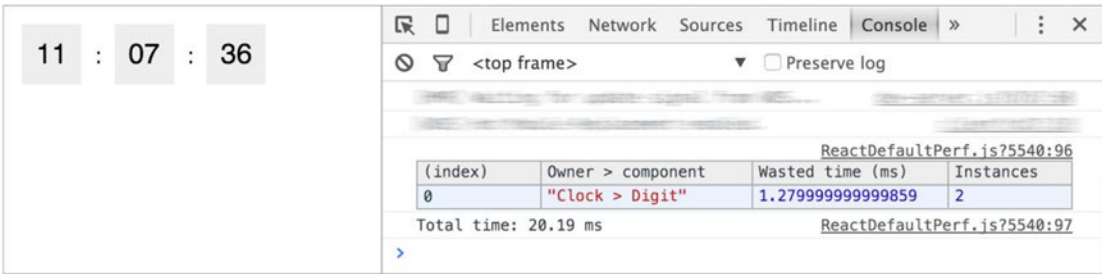 11 : 07 : 36
Elements Network Sources Timeline Console »
<top frame> ▼ Preserve log
ReactDefaultPerf.js?5540:96
(index) Owner > component Wasted time (ms) Instances
0 "Clock > Digit" 1.279999999999859 2
Total time: 20.19 ms ReactDefaultPerf.js?5540:97
>